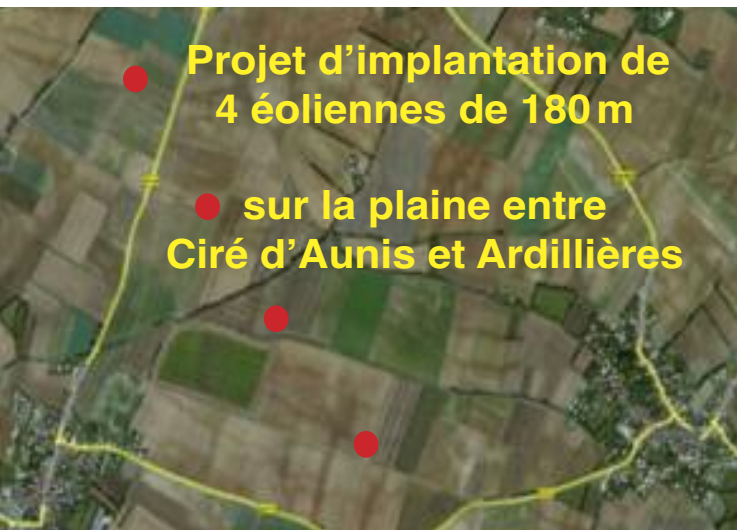 Projet d’implantation de
4 éoliennes de 180 m
sur la plaine entre
Ciré d’Aunis et Ardillières